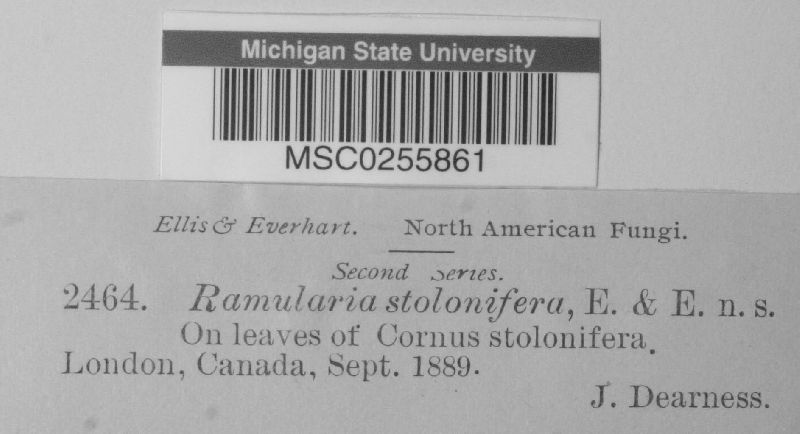 Michigan State University
MSC0255861
Ellis & Everhart. North American Fungi.
Second Series.
2464. Ramularia stolonifera, E. & E. n. s.
On leaves of Cornus stolonifera.
London, Canada, Sept. 1889.
J. Dearness.